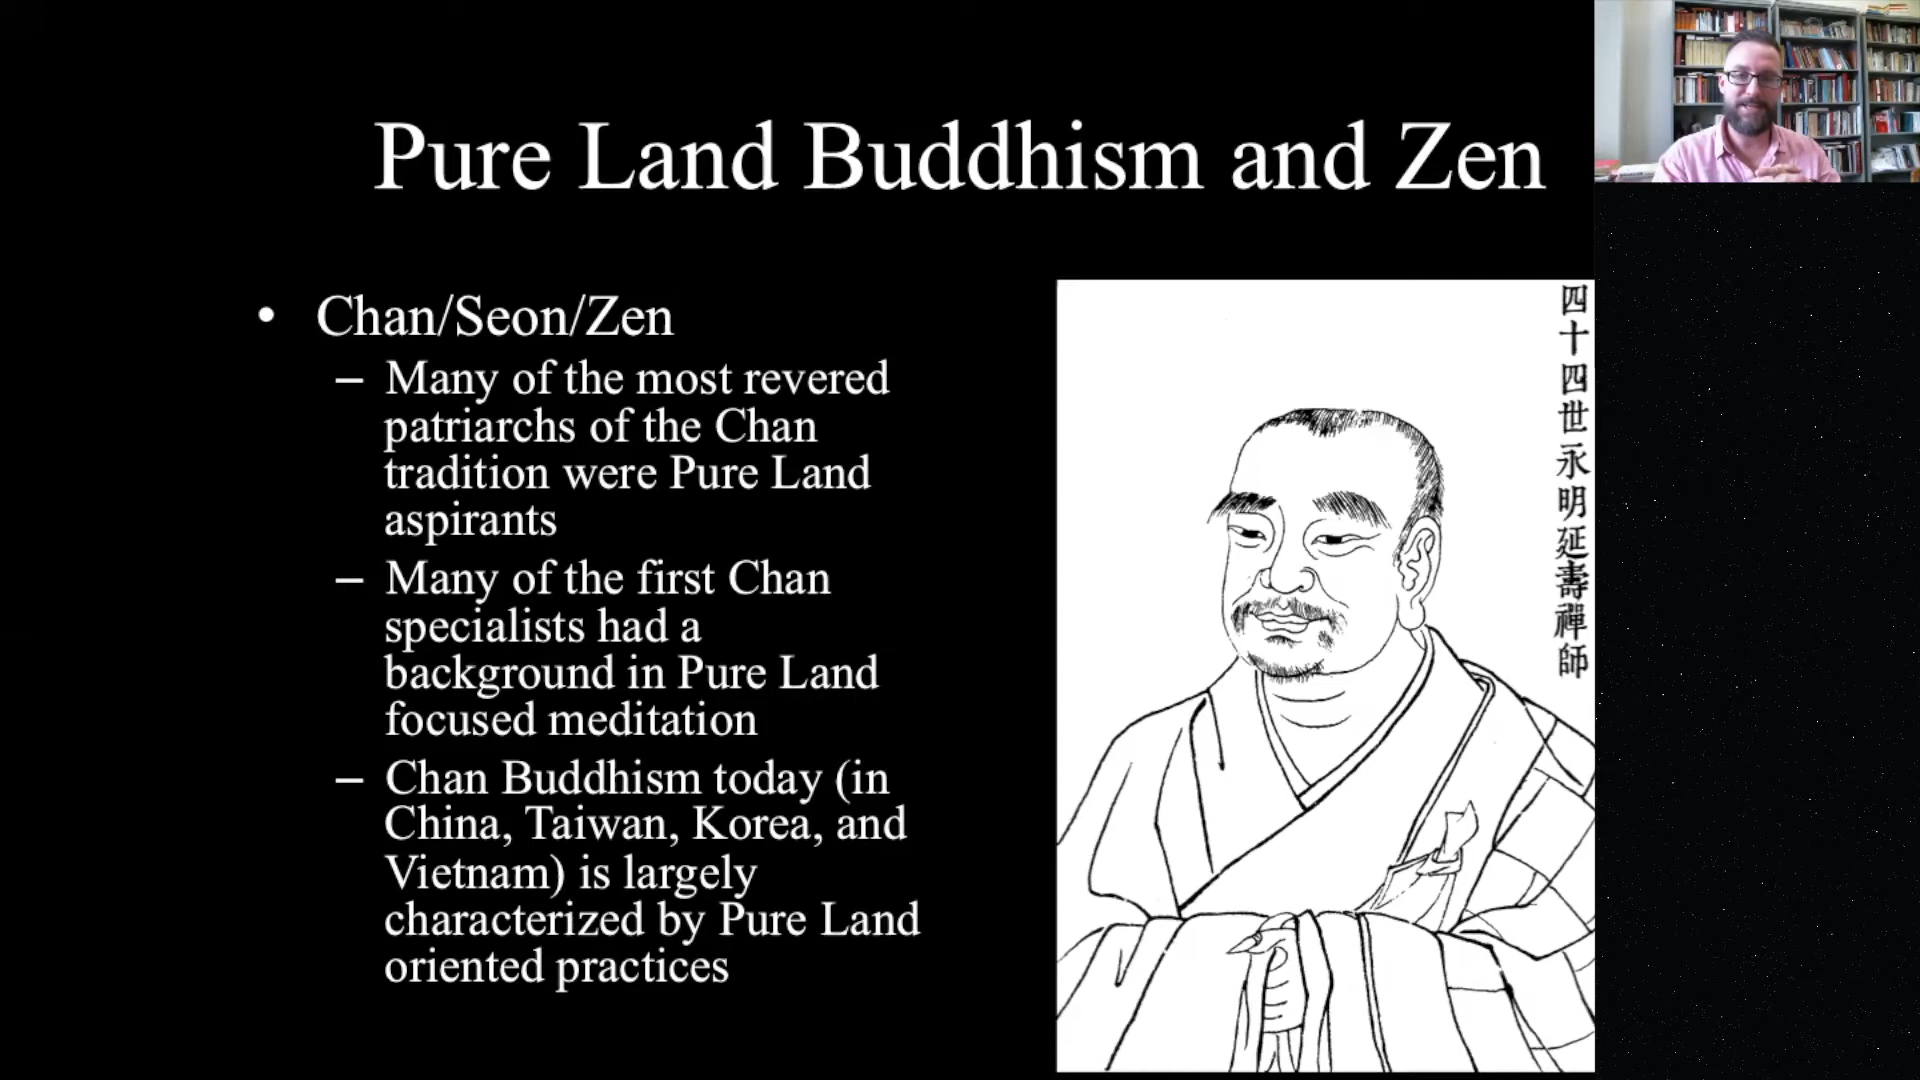 Pure Land Buddhism and Zen
• Chan/Seon/Zen
– Many of the most revered
patriarchs of the Chan
tradition were Pure Land
aspirants
– Many of the first Chan
specialists had a
background in Pure Land
focused meditation
– Chan Buddhism today (in
China, Taiwan, Korea, and
Vietnam) is largely
characterized by Pure Land
oriented practices
四十四世永明延壽禪師